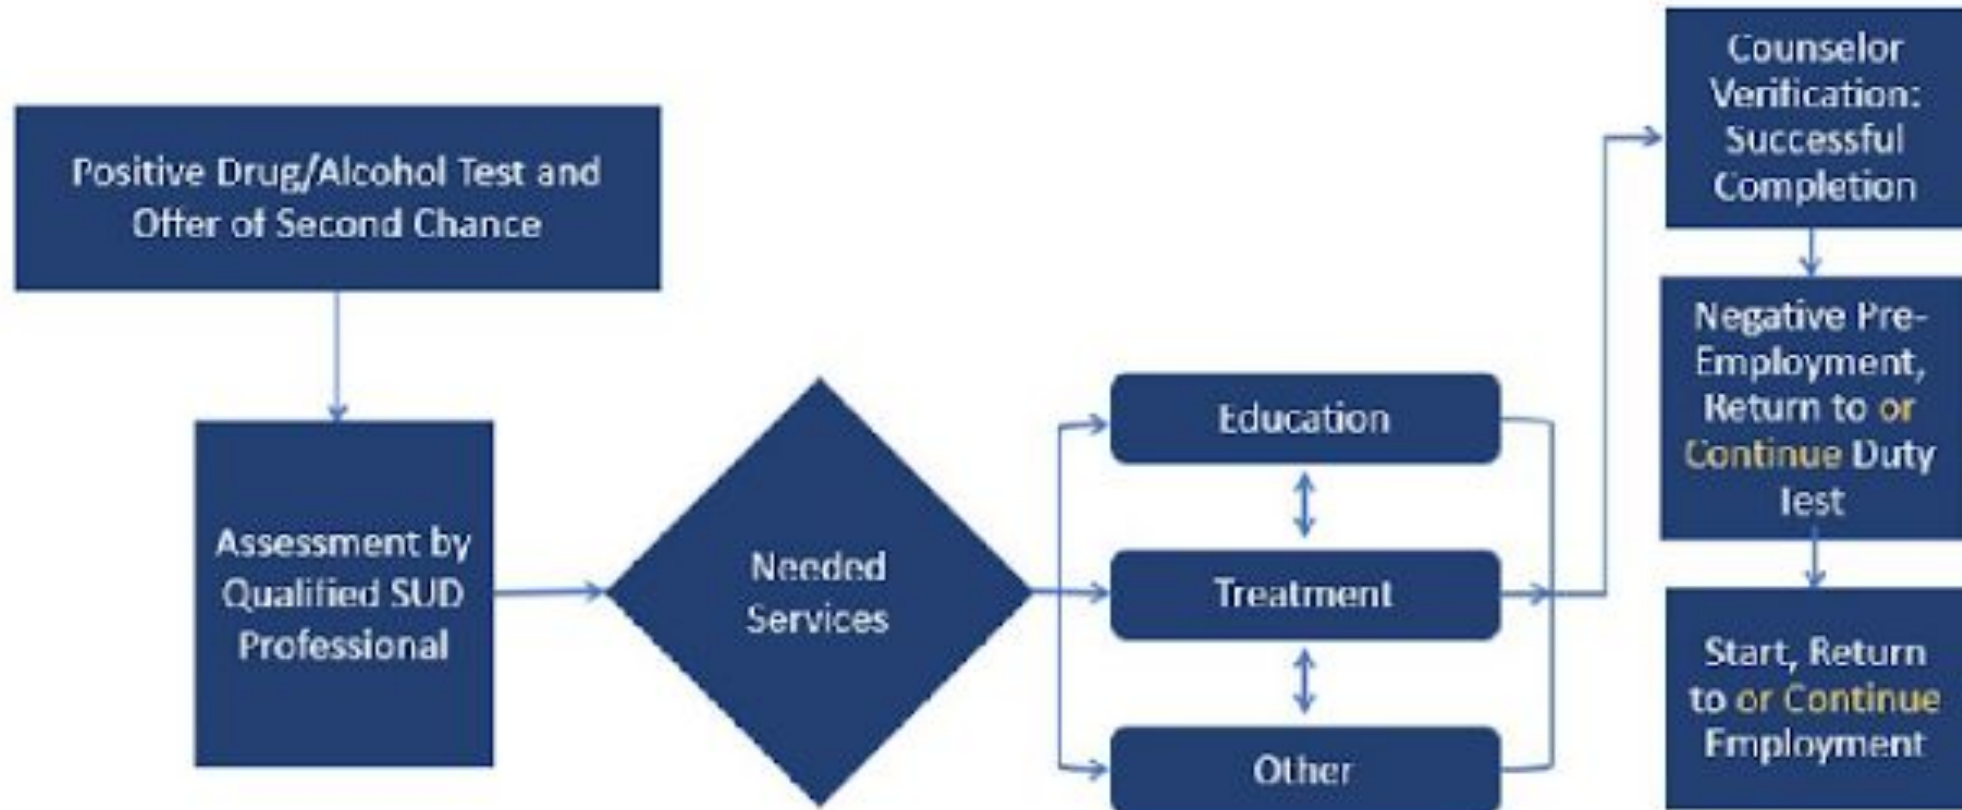 Positive Drug/Alcohol Test and
Offer of Second Chance
Assessment by
Qualified SUD
Professional
Needed
Services
Education
Treatment
Other
Counselor
Verification:
Successful
Completion
Negative Pre-
Employment,
Return to or
Continue Duty
Test
Start, Return
to or Continue
Employment